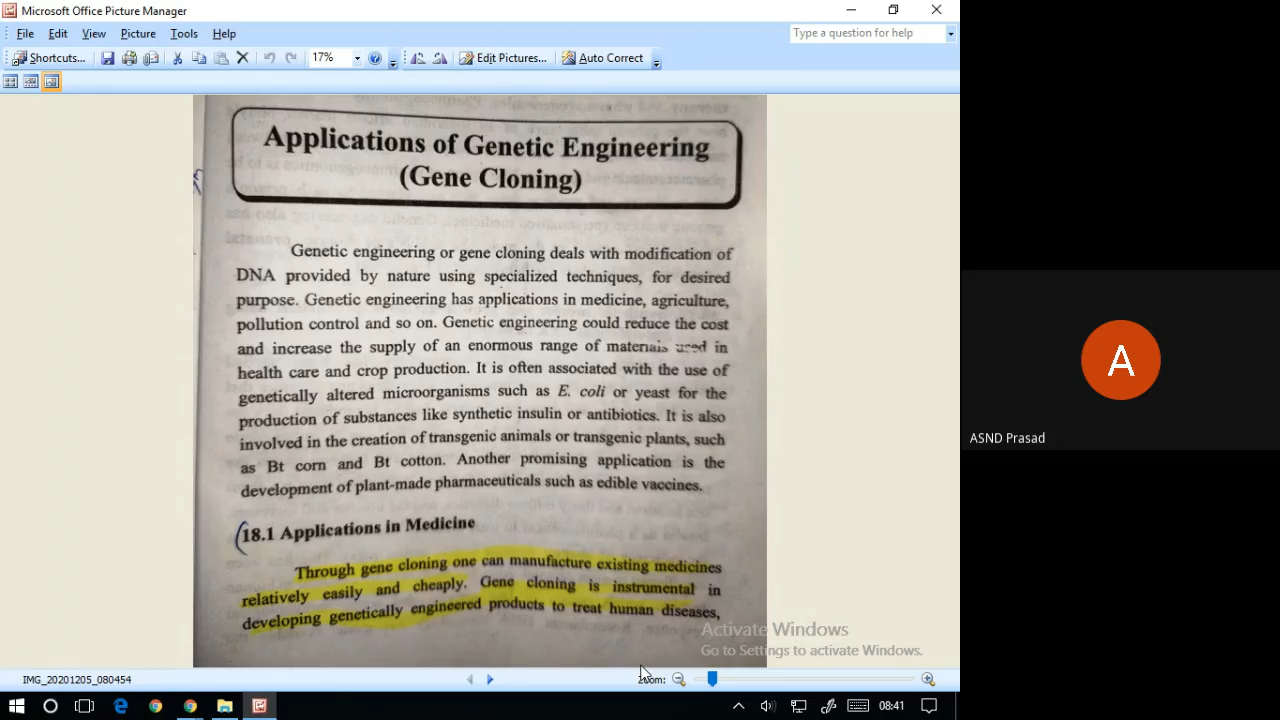 Microsoft Office Picture Manager
File Edit View Picture Tools Help
Type a question for help
Shortcuts...
17%
Edit Pictures...
Auto Correct
Applications of Genetic Engineering
(Gene Cloning)
Genetic engineering or gene cloning deals with modification of
DNA provided by nature using specialized techniques, for desired
purpose. Genetic engineering has applications in medicine, agriculture,
pollution control and so on. Genetic engineering could reduce the cost
and increase the supply of an enormous range of materials used in
health care and crop production. It is often associated with the use of
genetically altered microorganisms such as E. coli or yeast for the
production of substances like synthetic insulin or antibiotics. It is also
involved in the creation of transgenic animals or transgenic plants, such
as Bt corn and Bt cotton. Another promising application is the
development of plant-made pharmaceuticals such as edible vaccines.
18.1 Applications in Medicine
Through gene cloning one can manufacture existing medicines
relatively easily and cheaply. Gene cloning is instrumental in
developing genetically engineered products to treat human diseases,
A
ASND Prasad
Activate Windows
Go to Settings to activate Windows.
IMG_20201205_080454
Zoom:
08:41